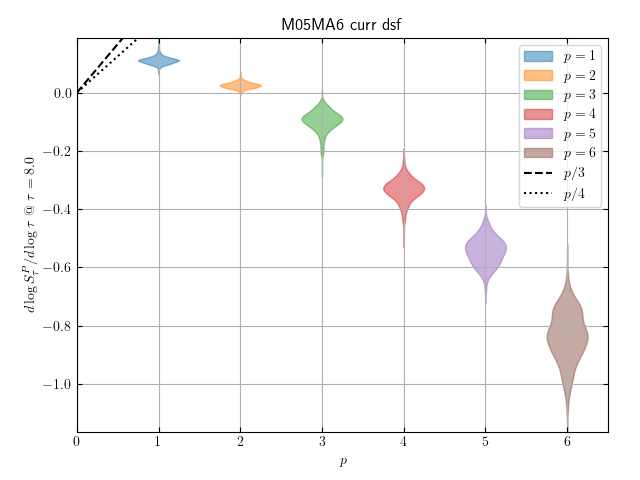 M05MA6 curr dsf
d log S_τ^P / d log τ @ τ = 8.0
0.0
−0.2
−0.4
−0.6
−0.8
−1.0
p = 1
p = 2
p = 3
p = 4
p = 5
p = 6
p/3
p/4
0 1 2 3 4 5 6
p